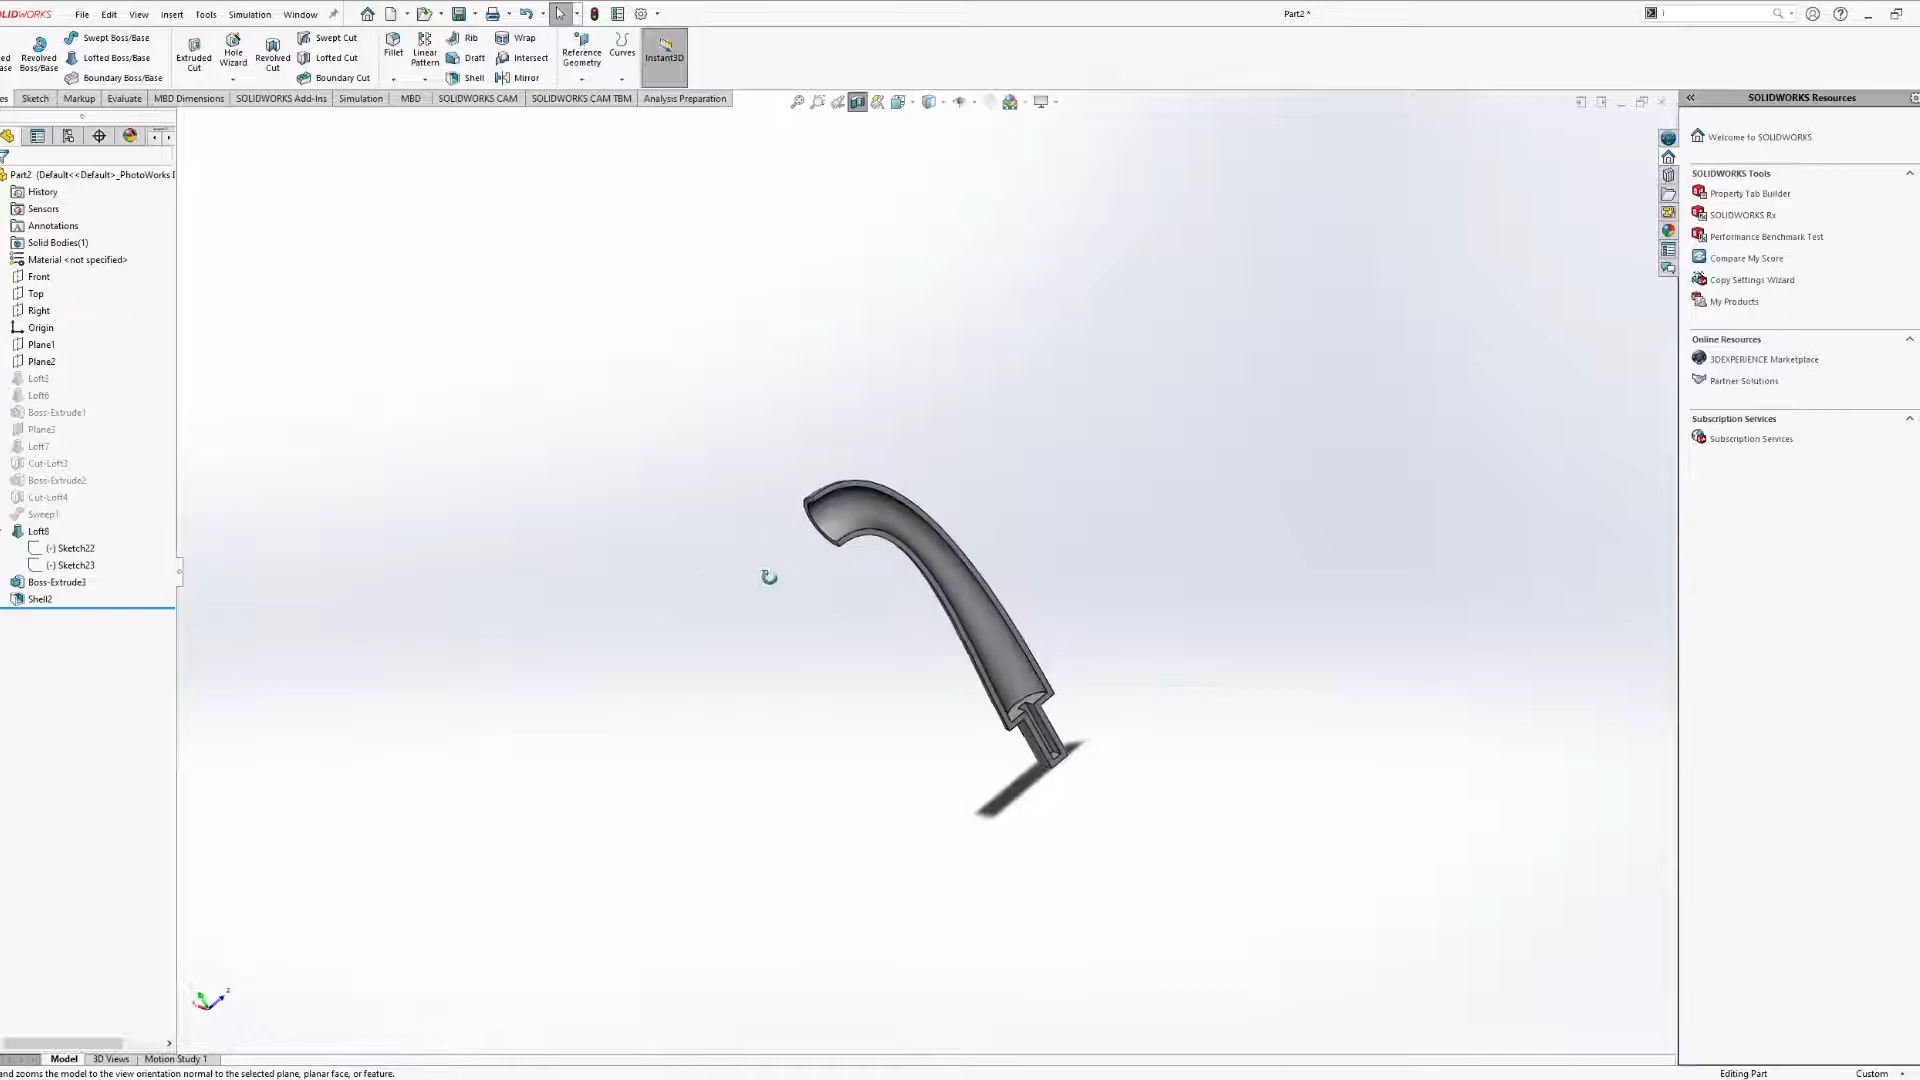 OLIDWORKS File Edit View Insert Tools Simulation Window Part2 * i
Revolved Boss/Base Swept Boss/Base Lofted Boss/Base Boundary Boss/Base
Extruded Cut Hole Wizard Revolved Cut Swept Cut Lofted Cut Boundary Cut
Fillet Linear Pattern Rib Draft Shell Wrap Intersect Mirror
Reference Geometry Curves Instant3D
es Sketch Markup Evaluate MBD Dimensions SOLIDWORKS Add-Ins Simulation MBD SOLIDWORKS CAM SOLIDWORKS CAM TBM Analysis Preparation
Part2 (Default<<Default>_PhotoWorks D
History
Sensors
Annotations
Solid Bodies(1)
Material <not specified>
Front
Top
Right
Origin
Plane1
Plane2
Loft3
Loft6
Boss-Extrude1
Plane3
Loft7
Cut-Loft3
Boss-Extrude2
Cut-Loft4
Sweep1
Loft8
(-) Sketch22
(-) Sketch23
Boss-Extrude3
Shell2
SOLIDWORKS Resources
Welcome to SOLIDWORKS
SOLIDWORKS Tools
Property Tab Builder
SOLIDWORKS Rx
Performance Benchmark Test
Compare My Score
Copy Settings Wizard
My Products
Online Resources
3DEXPERIENCE Marketplace
Partner Solutions
Subscription Services
Subscription Services
z
Model 3D Views Motion Study 1
and zooms the model to the view orientation normal to the selected plane, planar face, or feature. Editing Part Custom